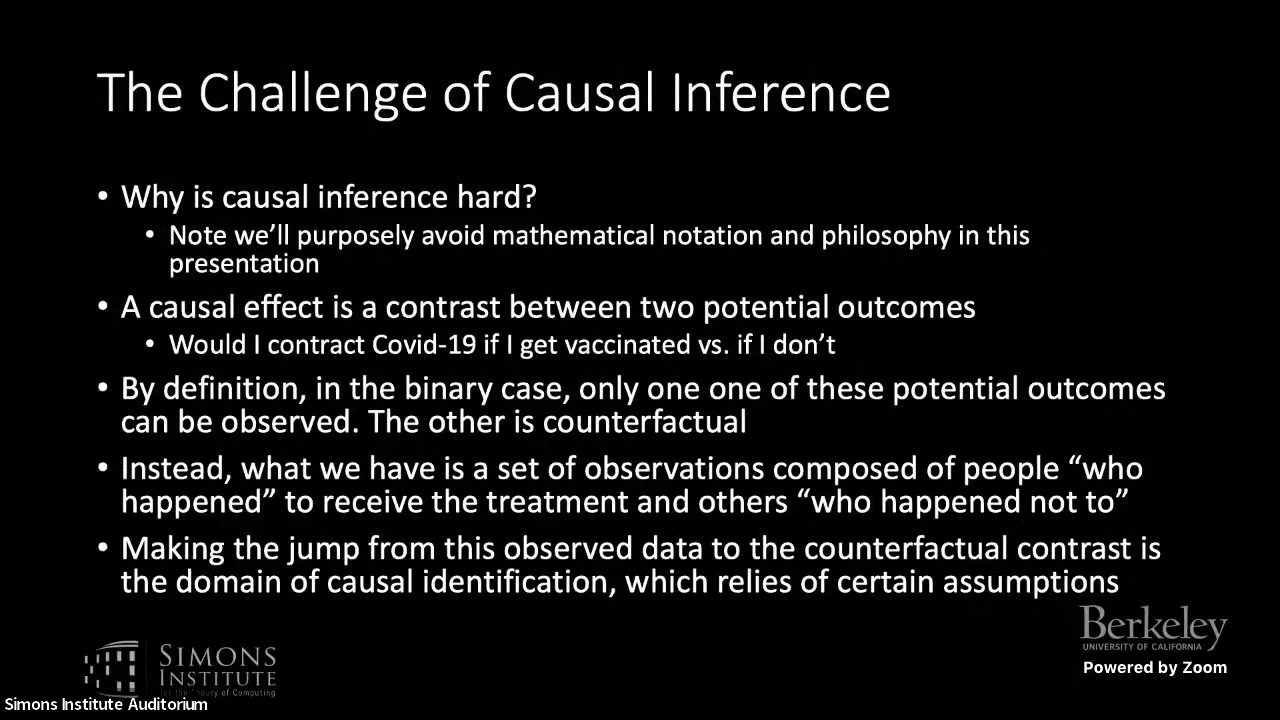 The Challenge of Causal Inference
• Why is causal inference hard?
• Note we'll purposely avoid mathematical notation and philosophy in this
presentation
• A causal effect is a contrast between two potential outcomes
• Would I contract Covid-19 if I get vaccinated vs. if I don't
• By definition, in the binary case, only one one of these potential outcomes
can be observed. The other is counterfactual
• Instead, what we have is a set of observations composed of people “who
happened” to receive the treatment and others “who happened not to”
• Making the jump from this observed data to the counterfactual contrast is
the domain of causal identification, which relies of certain assumptions
Berkeley
UNIVERSITY OF CALIFORNIA
Powered by Zoom
SIMONS
INSTITUTE
for the Theory of Computing
Simons Institute Auditorium